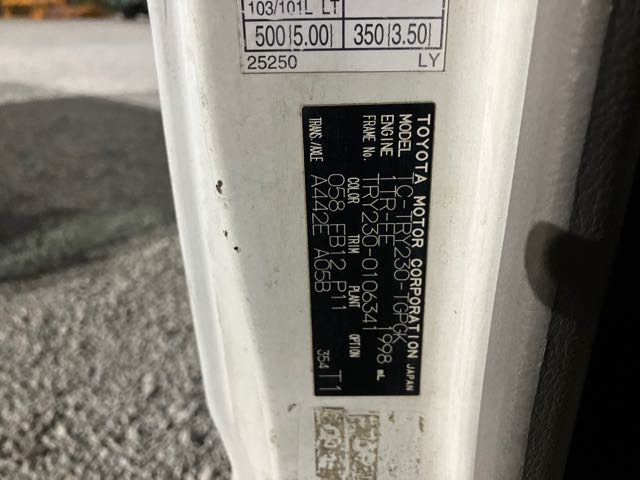 103/101L LT
500(5.00) 350(3.50)
25250 LY
TOYOTA MOTOR CORPORATION JAPAN
MODEL TC-TRY230-TGPGK
ENGINE 1TR-FE 1998 mL
FRAME No. TRY230-0106341
COLOR TRIM PLANT OPTION
058 FB12 P11
TRANS./AXLE A442E A05B
354 T1